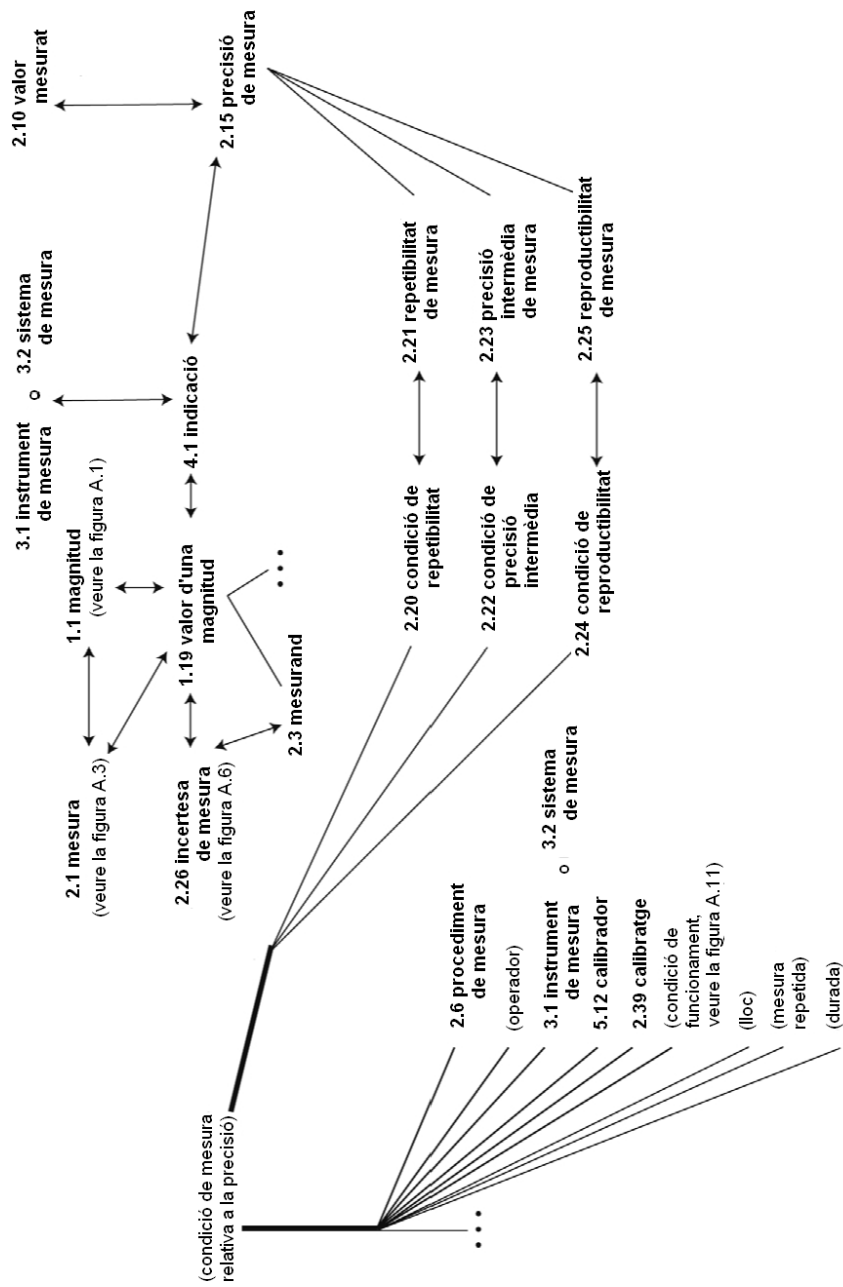 2.10 valor
mesurat
2.15 precisió
de mesura
3.1 instrument
de mesura
o
3.2 sistema
de mesura
1.1 magnitud
(veure la figura A.1)
4.1 indicació
2.1 mesura
(veure la figura A.3)
1.19 valor d'una
magnitud
2.26 incertesa
de mesura
(veure la figura A.6)
2.3 mesurand
• • •
2.21 repetibilitat
de mesura
2.23 precisió
intermèdia
de mesura
2.25 reproductibilitat
de mesura
2.20 condició de
repetibilitat
2.22 condició de
precisió
intermèdia
2.24 condició de
reproductibilitat
(condició de mesura
relativa a la precisió)
2.6 procediment
de mesura
(operador)
3.1 instrument
de mesura
o
3.2 sistema
de mesura
5.12 calibrador
2.39 calibratge
(condició de
funcionament,
veure la figura A.11)
(lloc)
(mesura
repetida)
(durada)
• • •